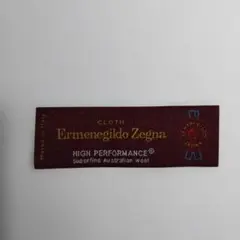 CLOTH
Ermenegildo Zegna
HIGH PERFORMANCE®
Superfine Australian Wool